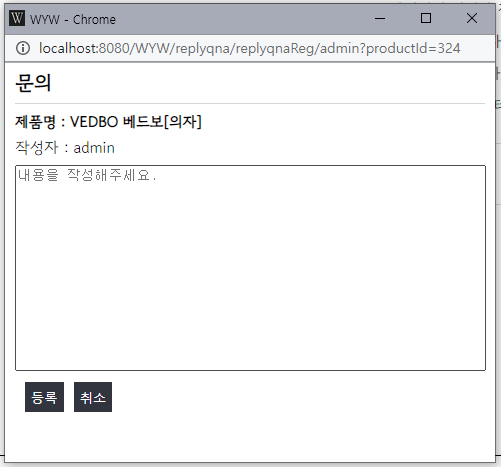 W WYW - Chrome
localhost:8080/WYW/replyqna/replyqnaReg/admin?productId=324
문의
제품명 : VEDBO 베드보[의자]
작성자 : admin
내용을 작성해주세요.
등록 취소